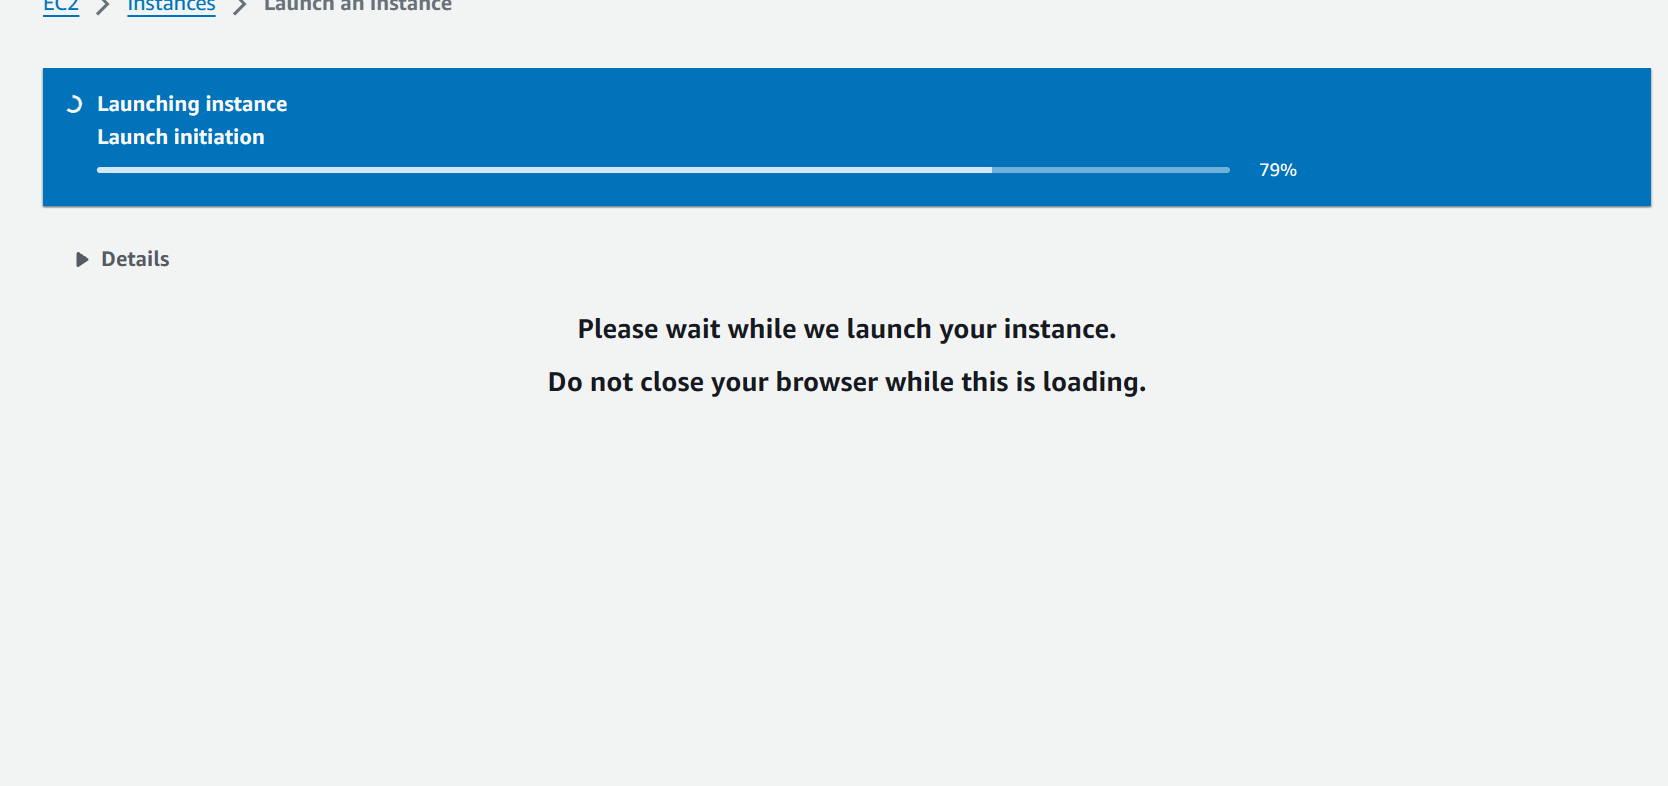 EC2 Instances Launch an instance
Launching instance
Launch initiation
79%
Details
Please wait while we launch your instance.
Do not close your browser while this is loading.